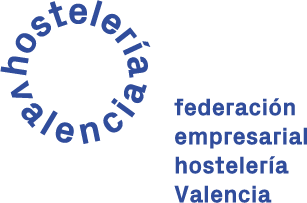 hostelería valencia
federación
empresarial
hostelería
Valencia